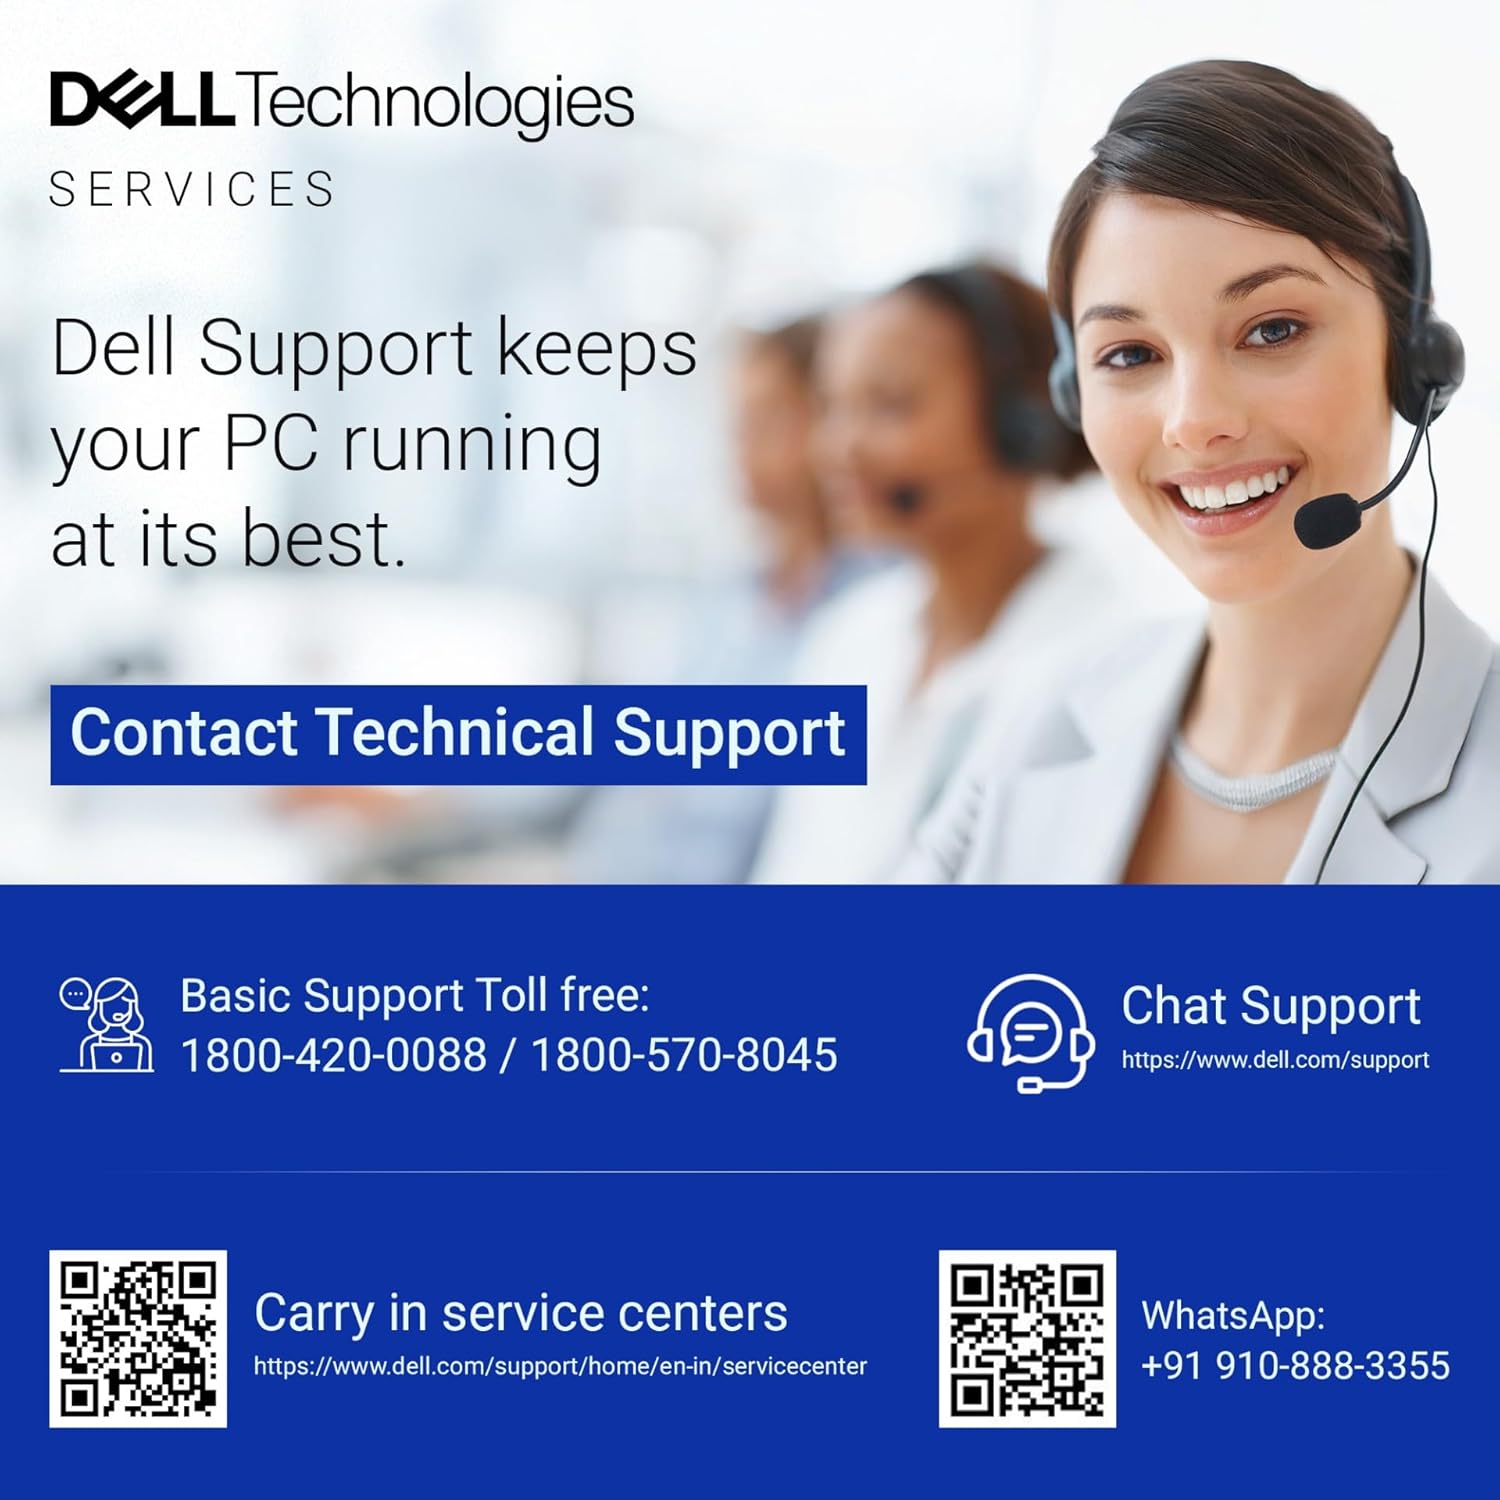 DELL Technologies
SERVICES
Dell Support keeps
your PC running
at its best.
Contact Technical Support
Basic Support Toll free:
1800-420-0088 / 1800-570-8045
Chat Support
https://www.dell.com/support
Carry in service centers
https://www.dell.com/support/home/en-in/servicecenter
WhatsApp:
+91 910-888-3355